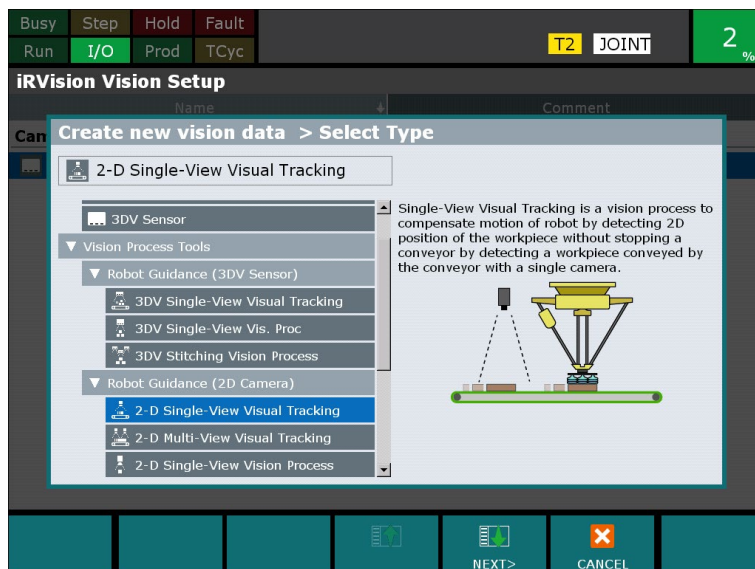 Busy Step Hold Fault
Run I/O Prod TCyc
T2 JOINT
2 %
iRVision Vision Setup
Name Comment
Cam
Create new vision data > Select Type
2-D Single-View Visual Tracking
3DV Sensor
▼ Vision Process Tools
▼ Robot Guidance (3DV Sensor)
3DV Single-View Visual Tracking
3DV Single-View Vis. Proc
3DV Stitching Vision Process
▼ Robot Guidance (2D Camera)
2-D Single-View Visual Tracking
2-D Multi-View Visual Tracking
2-D Single-View Vision Process
Single-View Visual Tracking is a vision process to
compensate motion of robot by detecting 2D
position of the workpiece without stopping a
conveyor by detecting a workpiece conveyed by
the conveyor with a single camera.
NEXT> CANCEL